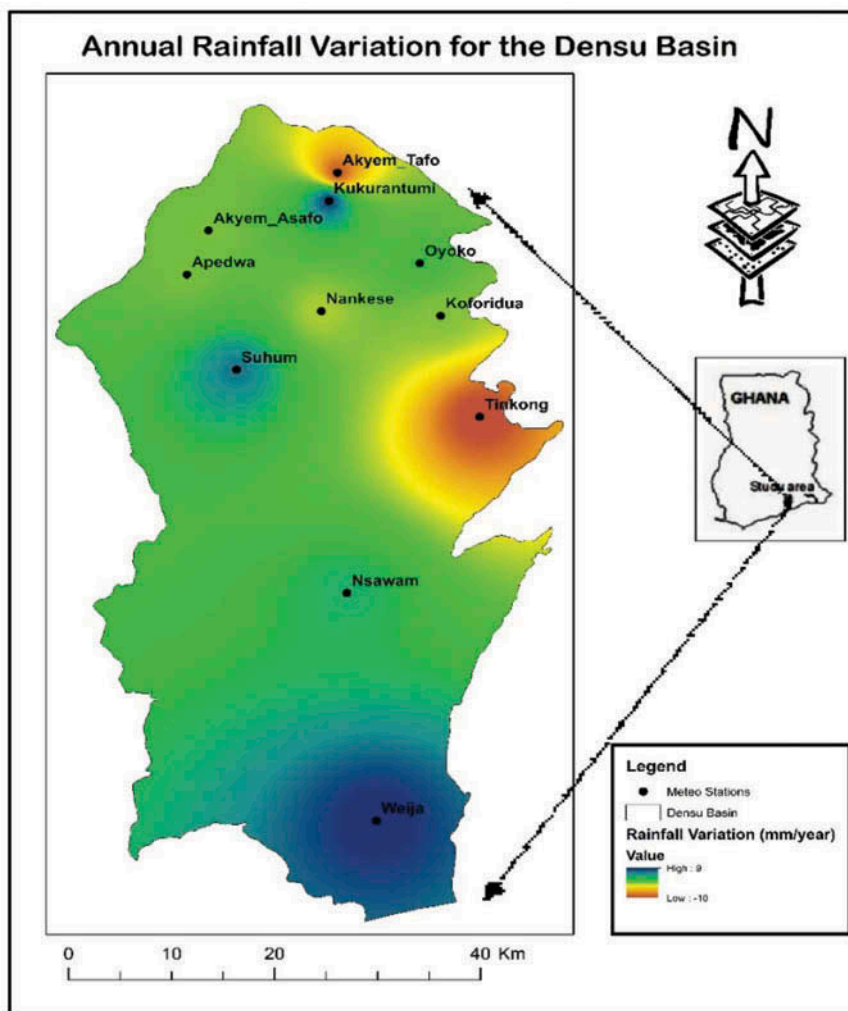 Annual Rainfall Variation for the Densu Basin
N
Akyem_Tafo
Kukurantumi
Akyem_Asafo
Oyoko
Apedwa
Nankese
Koforidua
Suhum
Tinkong
GHANA
Study area
Nsawam
Weija
Legend
Meteo Stations
Densu Basin
Rainfall Variation (mm/year)
Value
High : 9
Low : -10
0 10 20 40 Km